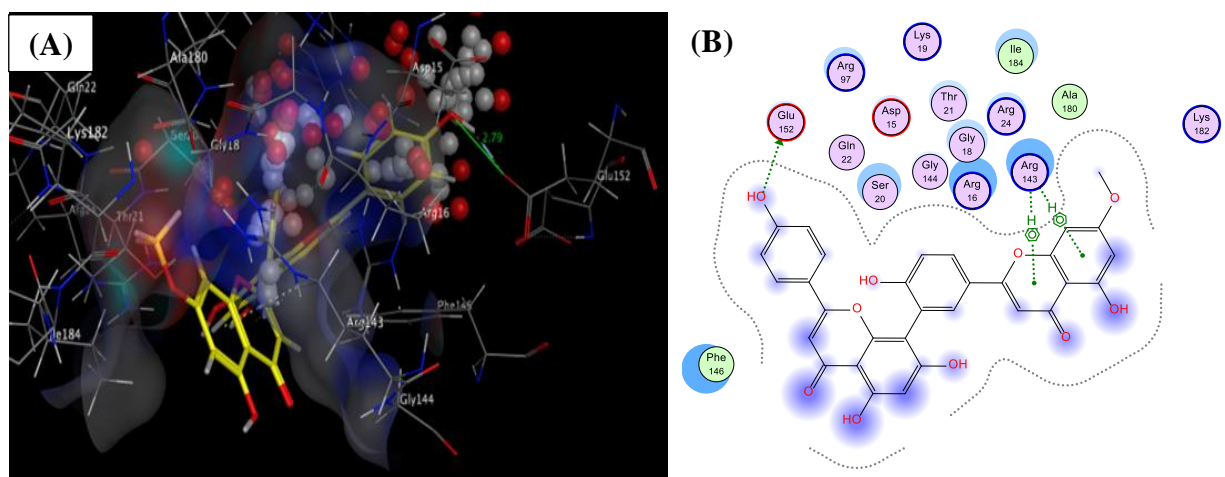 (A)
Ala180
Asp15
Gln22
Lys182
Gly18
Thr21
Glu152
Arg16
Ile184
Arg143
Phe146
Gly144
2.79
(B)
Lys
19
Ile
184
Arg
97
Thr
21
Ala
180
Glu
152
Asp
15
Arg
24
Lys
182
Gln
22
Gly
18
Gly
144
Arg
143
Ser
20
Arg
16
HO
H
H
O
O
HO
O
OH
O
OH
O
HO
Phe
146